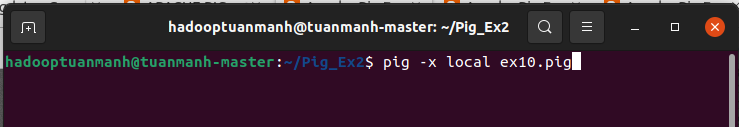 hadooptuanmanh@tuanmanh-master: ~/Pig_Ex2
hadooptuanmanh@tuanmanh-master:~/Pig_Ex2$ pig -x local ex10.pig